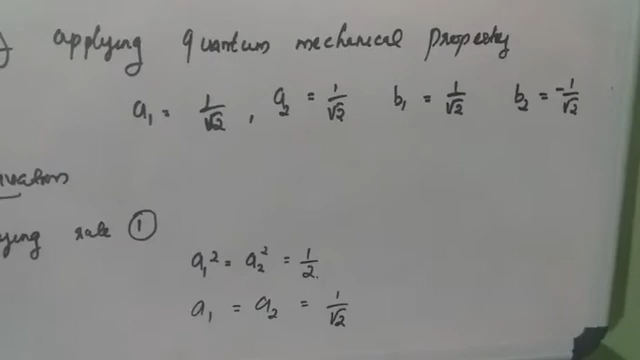 applying quantum mechanical property
a₁ = 1/√2 , a₂ = 1/√2 b₁ = 1/√2 b₂ = -1/√2
rule ①
a₁² = a₂² = 1/2.
a₁ = a₂ = 1/√2